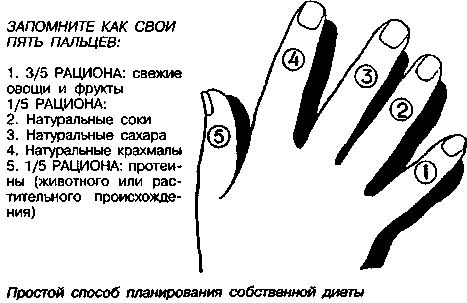 ЗАПОМНИТЕ КАК СВОИ
ПЯТЬ ПАЛЬЦЕВ:
1. 3/5 РАЦИОНА: свежие
овощи и фрукты
1/5 РАЦИОНА:
2. Натуральные соки
3. Натуральные сахара
4, Натуральные крахмалы
5. 1/5 РАЦИОНА: протеи-
ны (животного или рас-
тительного происхожде-
ния)
4
3
2
5
1
Простой способ планирования собственной диеты